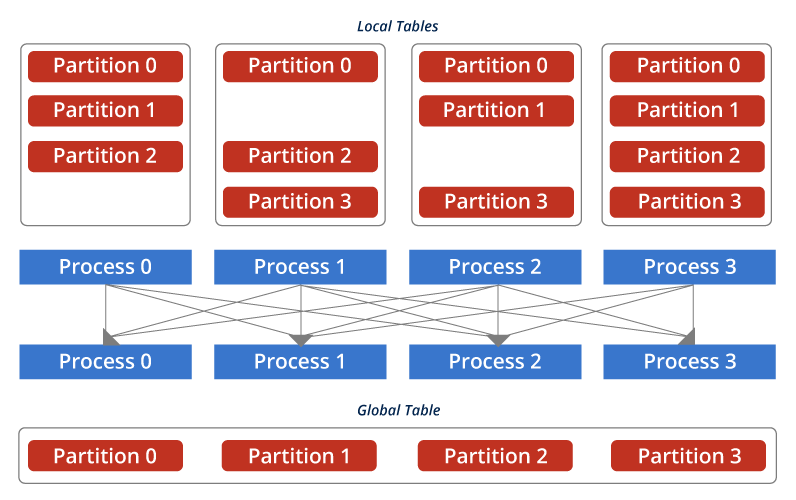 Local Tables
Partition 0
Partition 0
Partition 0
Partition 0
Partition 1
Partition 1
Partition 1
Partition 2
Partition 2
Partition 2
Partition 3
Partition 3
Partition 3
Process 0
Process 1
Process 2
Process 3
Process 0
Process 1
Process 2
Process 3
Global Table
Partition 0
Partition 1
Partition 2
Partition 3